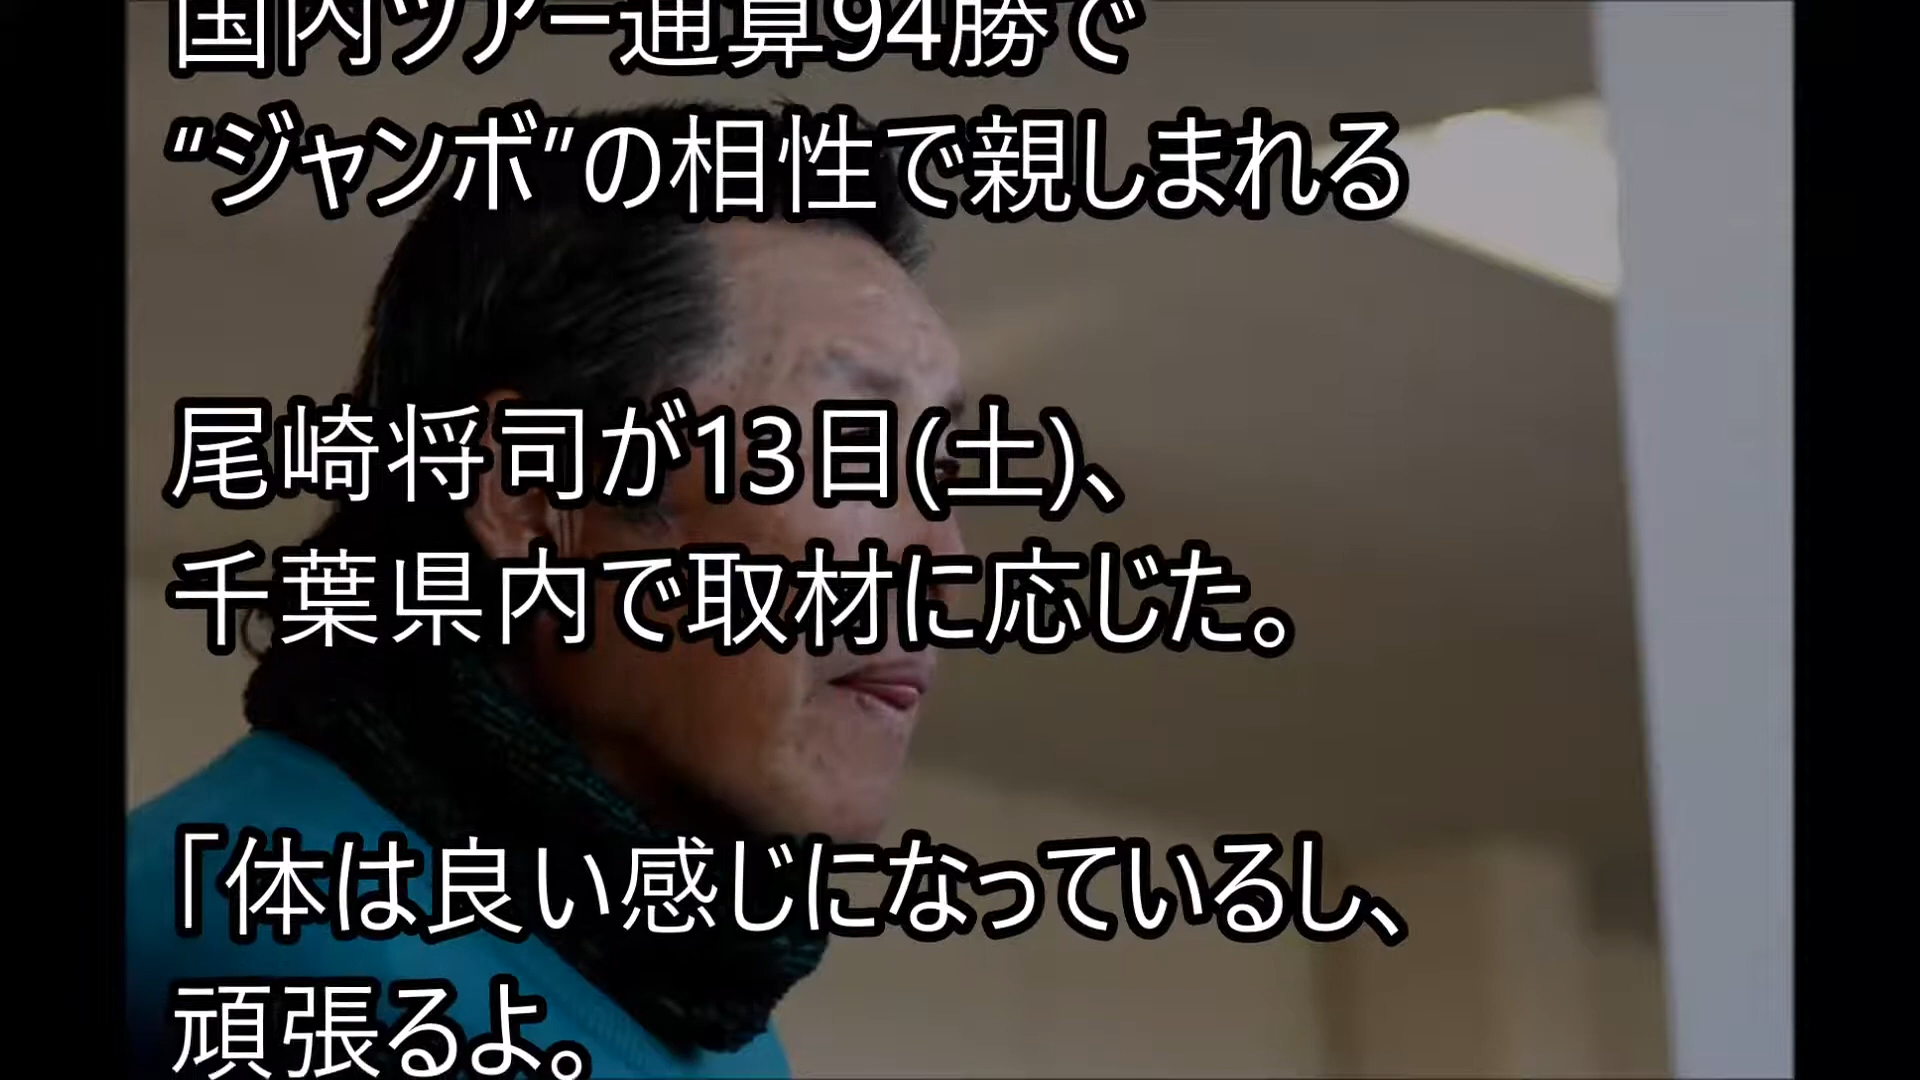 国内ツアー通算94勝で
“ジャンボ”の相性で親しまれる
尾崎将司が13日(土)、
千葉県内で取材に応じた。
「体は良い感じになっているし、
頑張るよ。